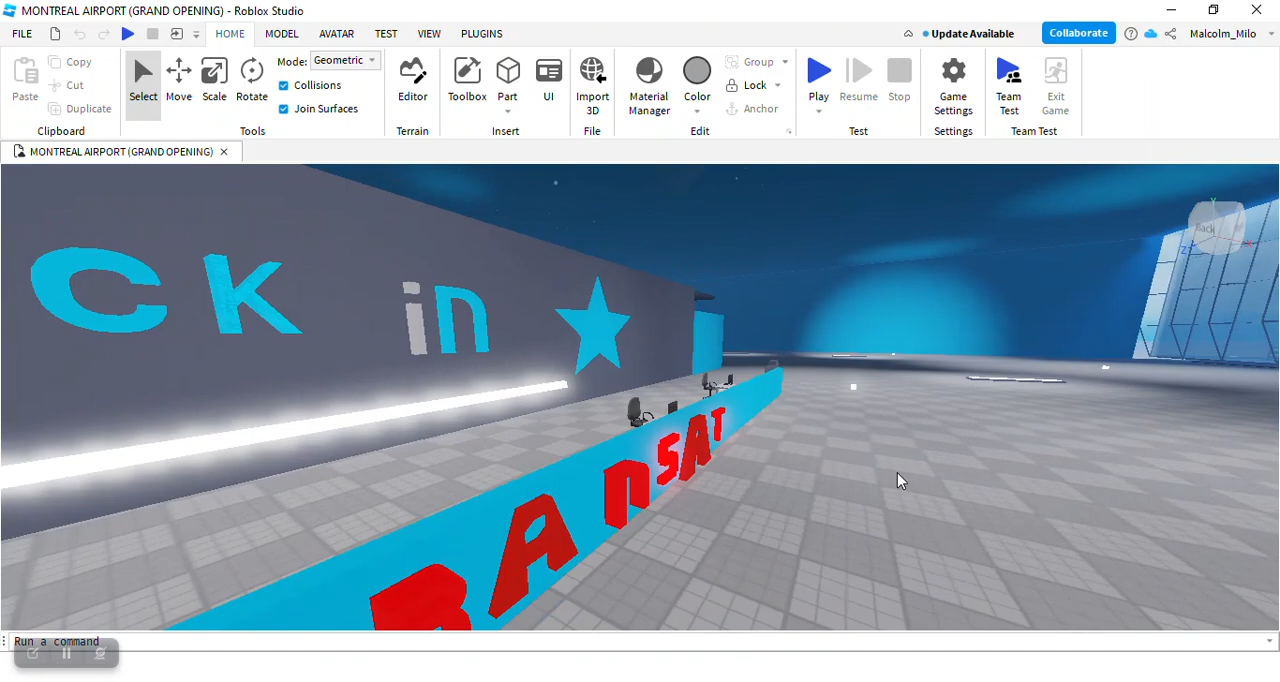 MONTREAL AIRPORT (GRAND OPENING) - Roblox Studio
FILE HOME MODEL AVATAR TEST VIEW PLUGINS Update Available Collaborate Malcolm_Milo
Paste Copy Cut Duplicate Select Move Scale Rotate Mode: Geometric Collisions Join Surfaces Editor Toolbox Part UI Import 3D Material Manager Color Group Lock Anchor Play Resume Stop Game Settings Team Test Exit Game
Clipboard Tools Terrain Insert File Edit Test Settings Team Test
MONTREAL AIRPORT (GRAND OPENING)
Back
Y
X
Z
CK in
RAnSAT
Run a command